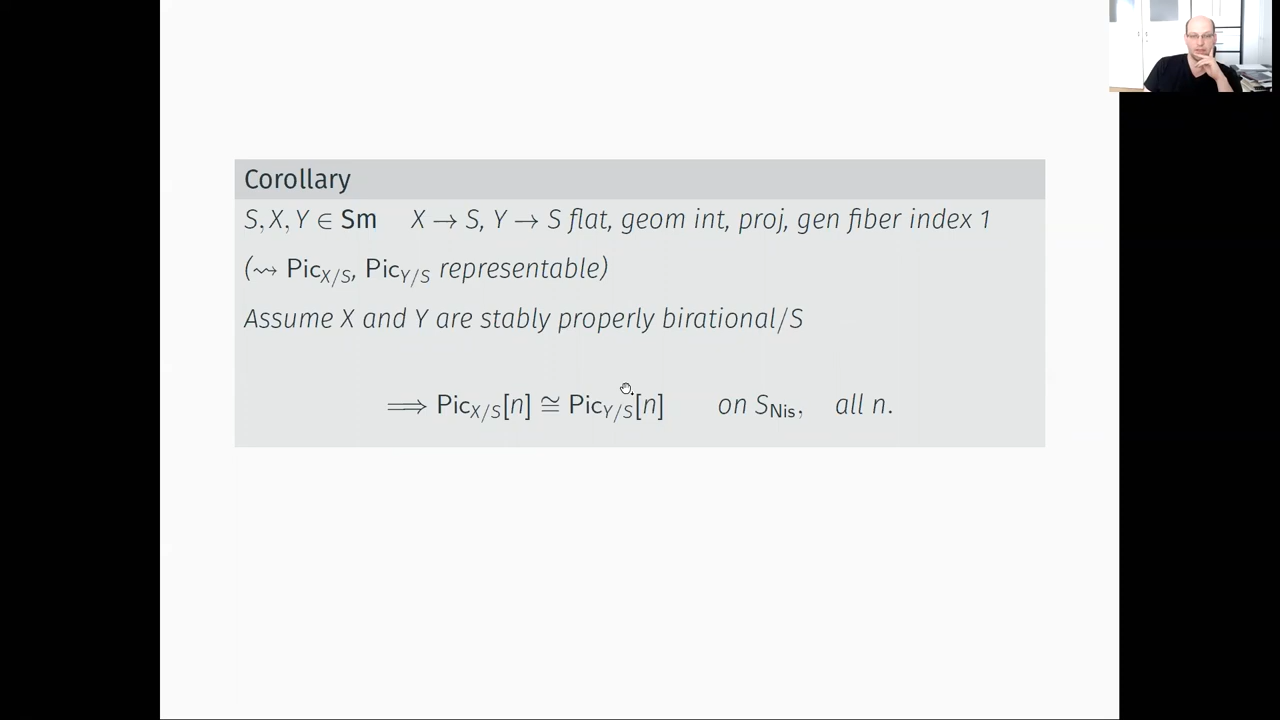 Corollary
S, X, Y ∈ Sm X → S, Y → S flat, geom int, proj, gen fiber index 1
(⇝ Pic_{X/S}, Pic_{Y/S} representable)
Assume X and Y are stably properly birational/S
⟹ Pic_{X/S}[n] ≅ Pic_{Y/S}[n] on S_{Nis}, all n.